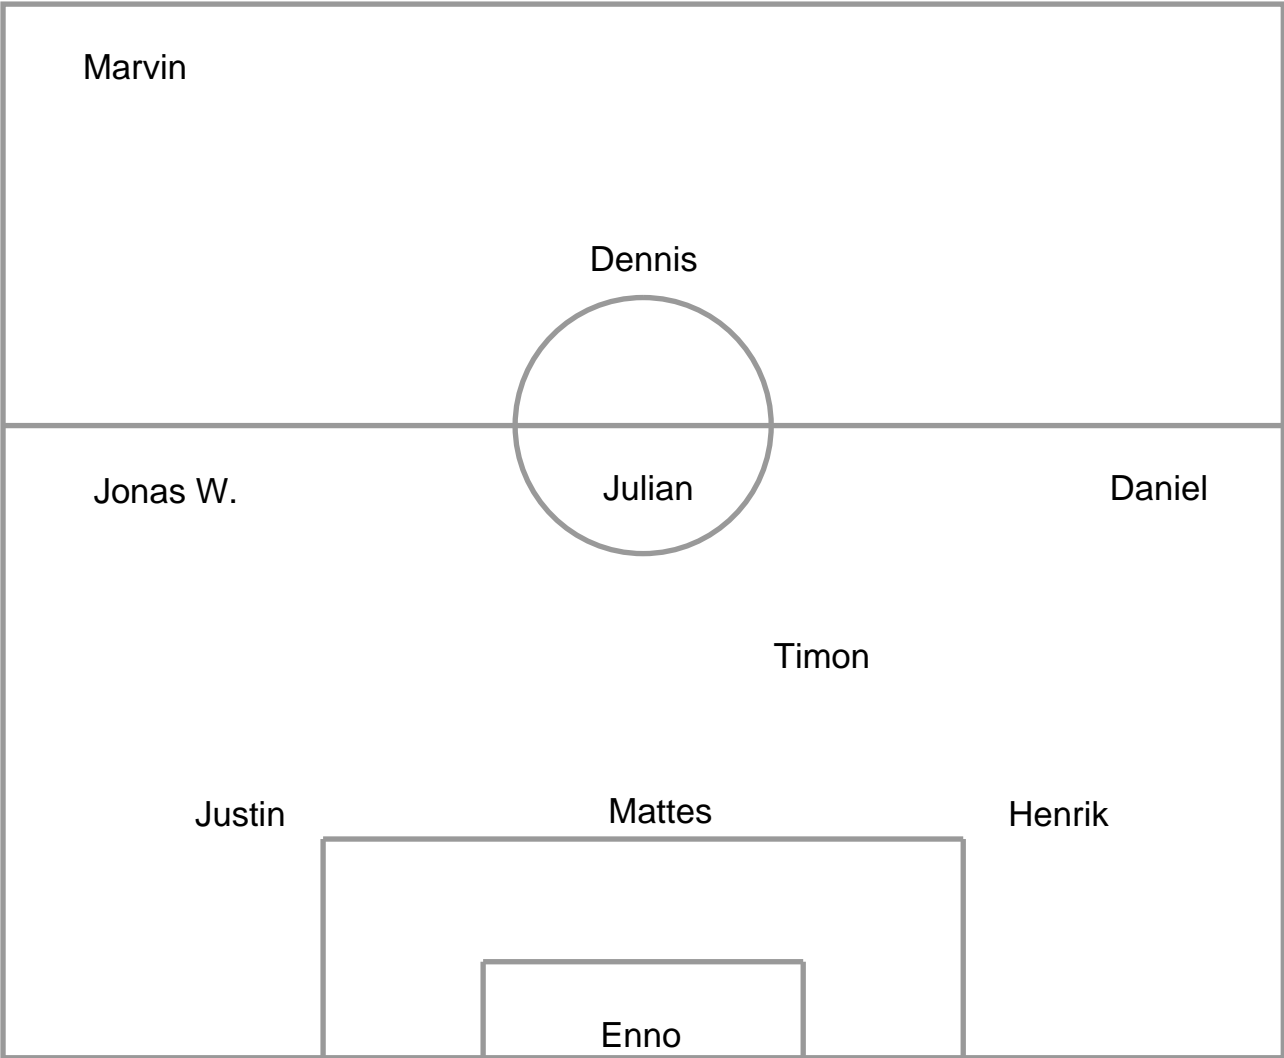 Marvin
Dennis
Jonas W.
Julian
Daniel
Timon
Justin
Mattes
Henrik
Enno